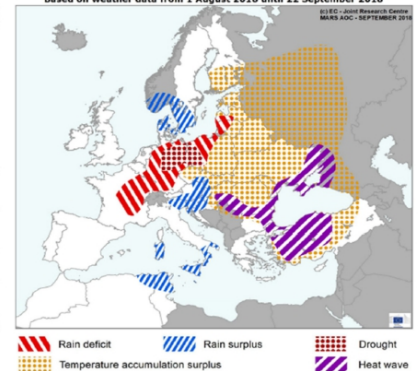 Based on weather data from 1 August 2018 until 22 September 2018
(c) EC - Joint Research Centre
MARS AOC - SEPTEMBER 2018
Rain deficit
Rain surplus
Drought
Temperature accumulation surplus
Heat wave